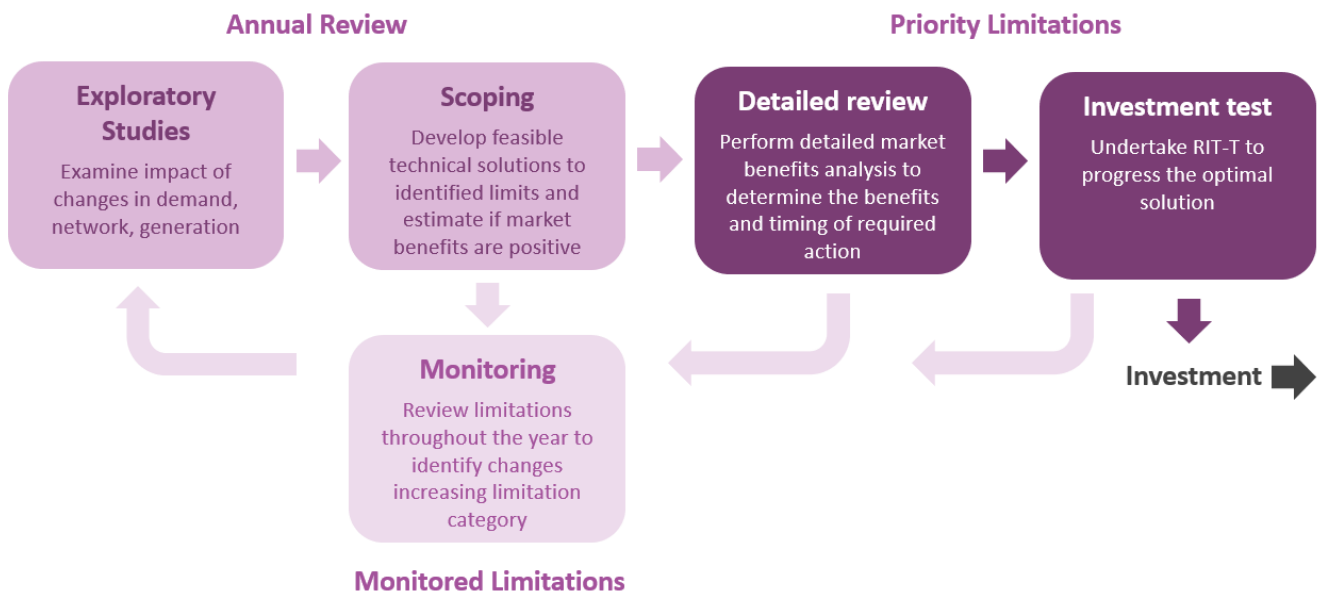 Annual Review
Priority Limitations
Exploratory
Studies
Examine impact of
changes in demand,
network, generation
Scoping
Develop feasible
technical solutions to
identified limits and
estimate if market
benefits are positive
Detailed review
Perform detailed market
benefits analysis to
determine the benefits
and timing of required
action
Investment test
Undertake RIT-T to
progress the optimal
solution
Monitoring
Review limitations
throughout the year to
identify changes
increasing limitation
category
Investment
Monitored Limitations